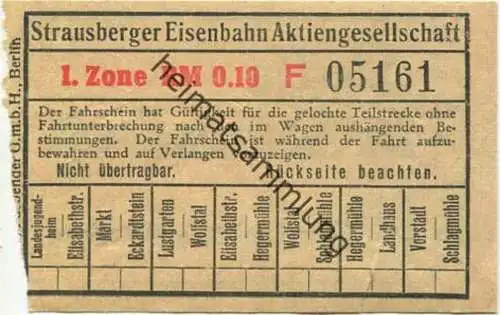 Strausberger Eisenbahn Aktiengesellschaft
1. Zone RM 0.10 F 05161
Der Fahrschein hat Gültigkeit für die gelochte Teilstrecke ohne
Fahrtunterbrechung nach im Wagen aushängenden Be-
stimmungen. Der Fahrschein ist während der Fahrt aufzu-
bewahren und auf Verlangen vorzuzeigen.
Nicht übertragbar. Rückseite beachten.
Landesjugend-
heim
Elisabethstr.
Markt
Eckardtstein
Lustgarten
Wolfstal
Elisabethstr.
Hegermühle
Wolfstal
Schlagmühle
Hegermühle
Landhaus
Vorstadt
Schlagmühle
G.m.b.H., Berlin
heimatsammlung